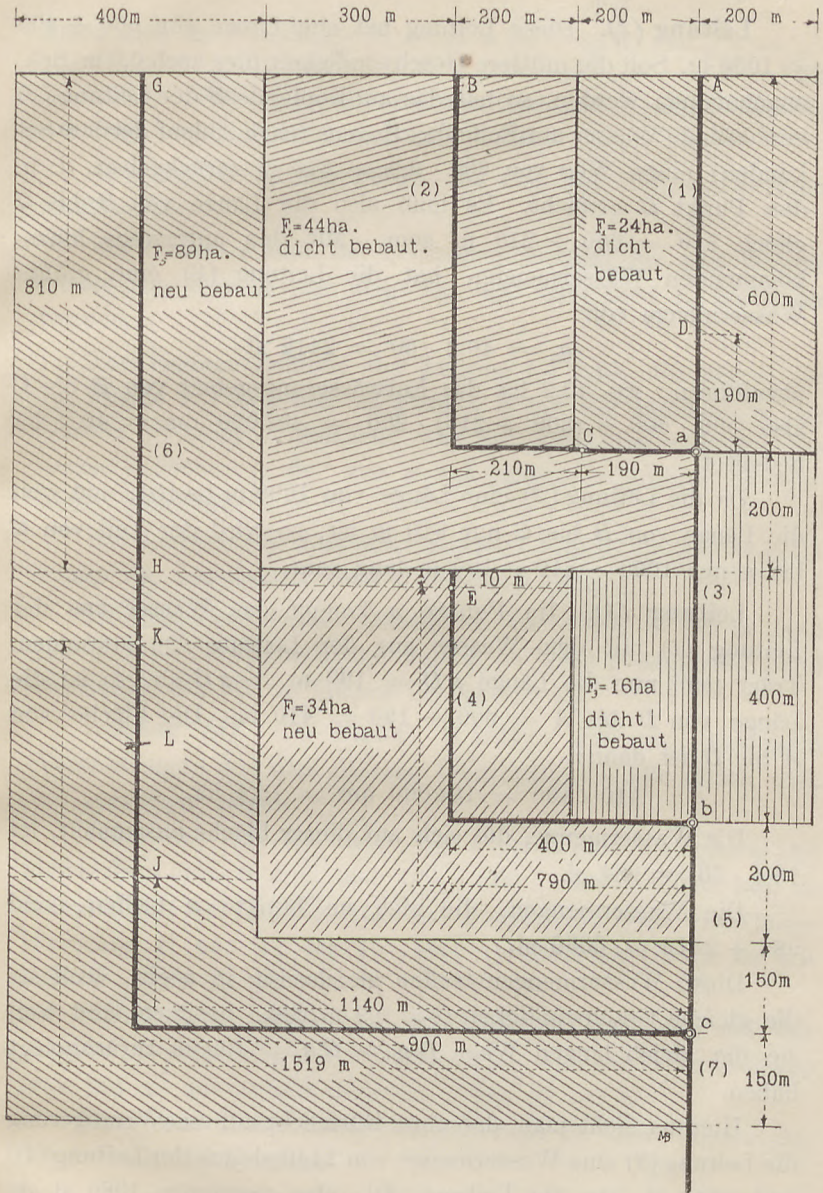 400m 300 m 200 m 200 m 200 m
G B A
(2) (1)
F₂=44ha.
dicht bebaut.
F₁=24ha.
dicht
bebaut
F₅=89ha.
neu bebaut
810 m
600m
D
190m
C a
(6)
210m 190 m
200m
H
10 m
E
(3)
K
(4)
F₄=34ha
neu bebaut
F₃=16ha
dicht
bebaut
400m
L
b
400 m
J
790 m
200m
(5)
1140 m
150m
c
900 m
1519 m
(7)
150m